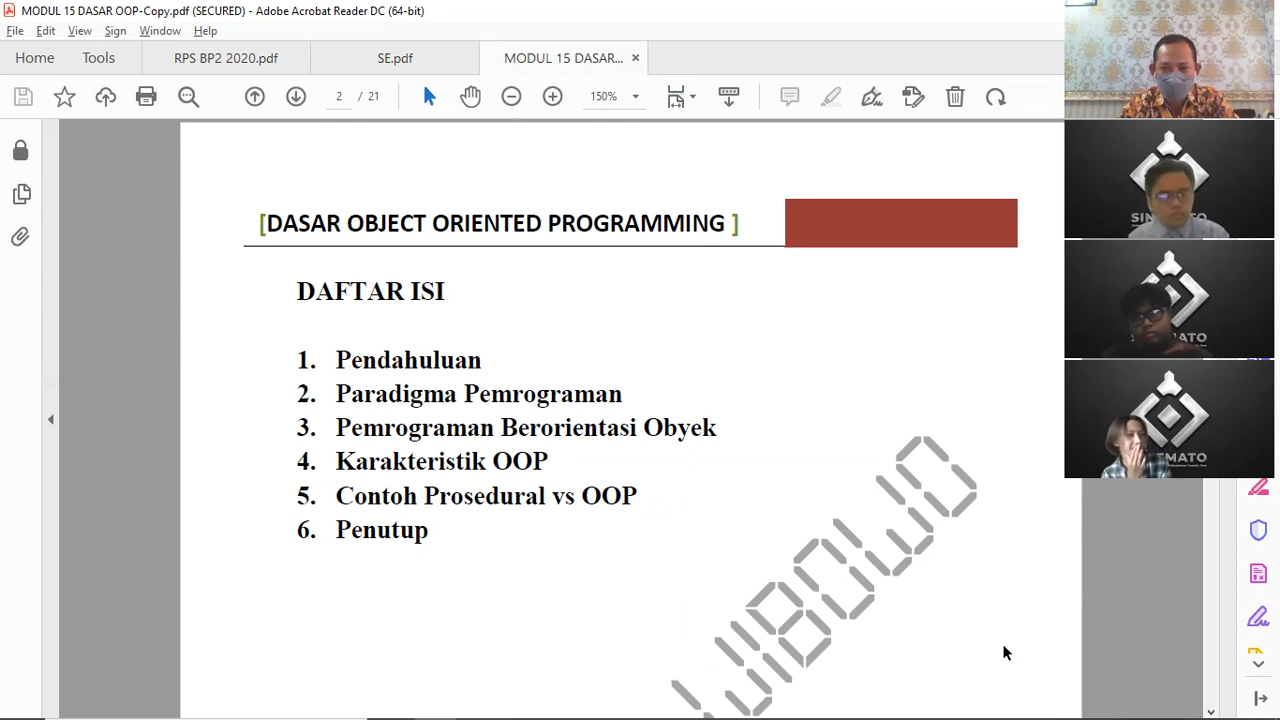 MODUL 15 DASAR OOP-Copy.pdf (SECURED) - Adobe Acrobat Reader DC (64-bit)
File Edit View Sign Window Help
Home Tools RPS BP2 2020.pdf SE.pdf MODUL 15 DASAR... ×
2 / 21 150%
[DASAR OBJECT ORIENTED PROGRAMMING ]
DAFTAR ISI
1. Pendahuluan
2. Paradigma Pemrograman
3. Pemrograman Berorientasi Obyek
4. Karakteristik OOP
5. Contoh Prosedural vs OOP
6. Penutup
WIBOWO